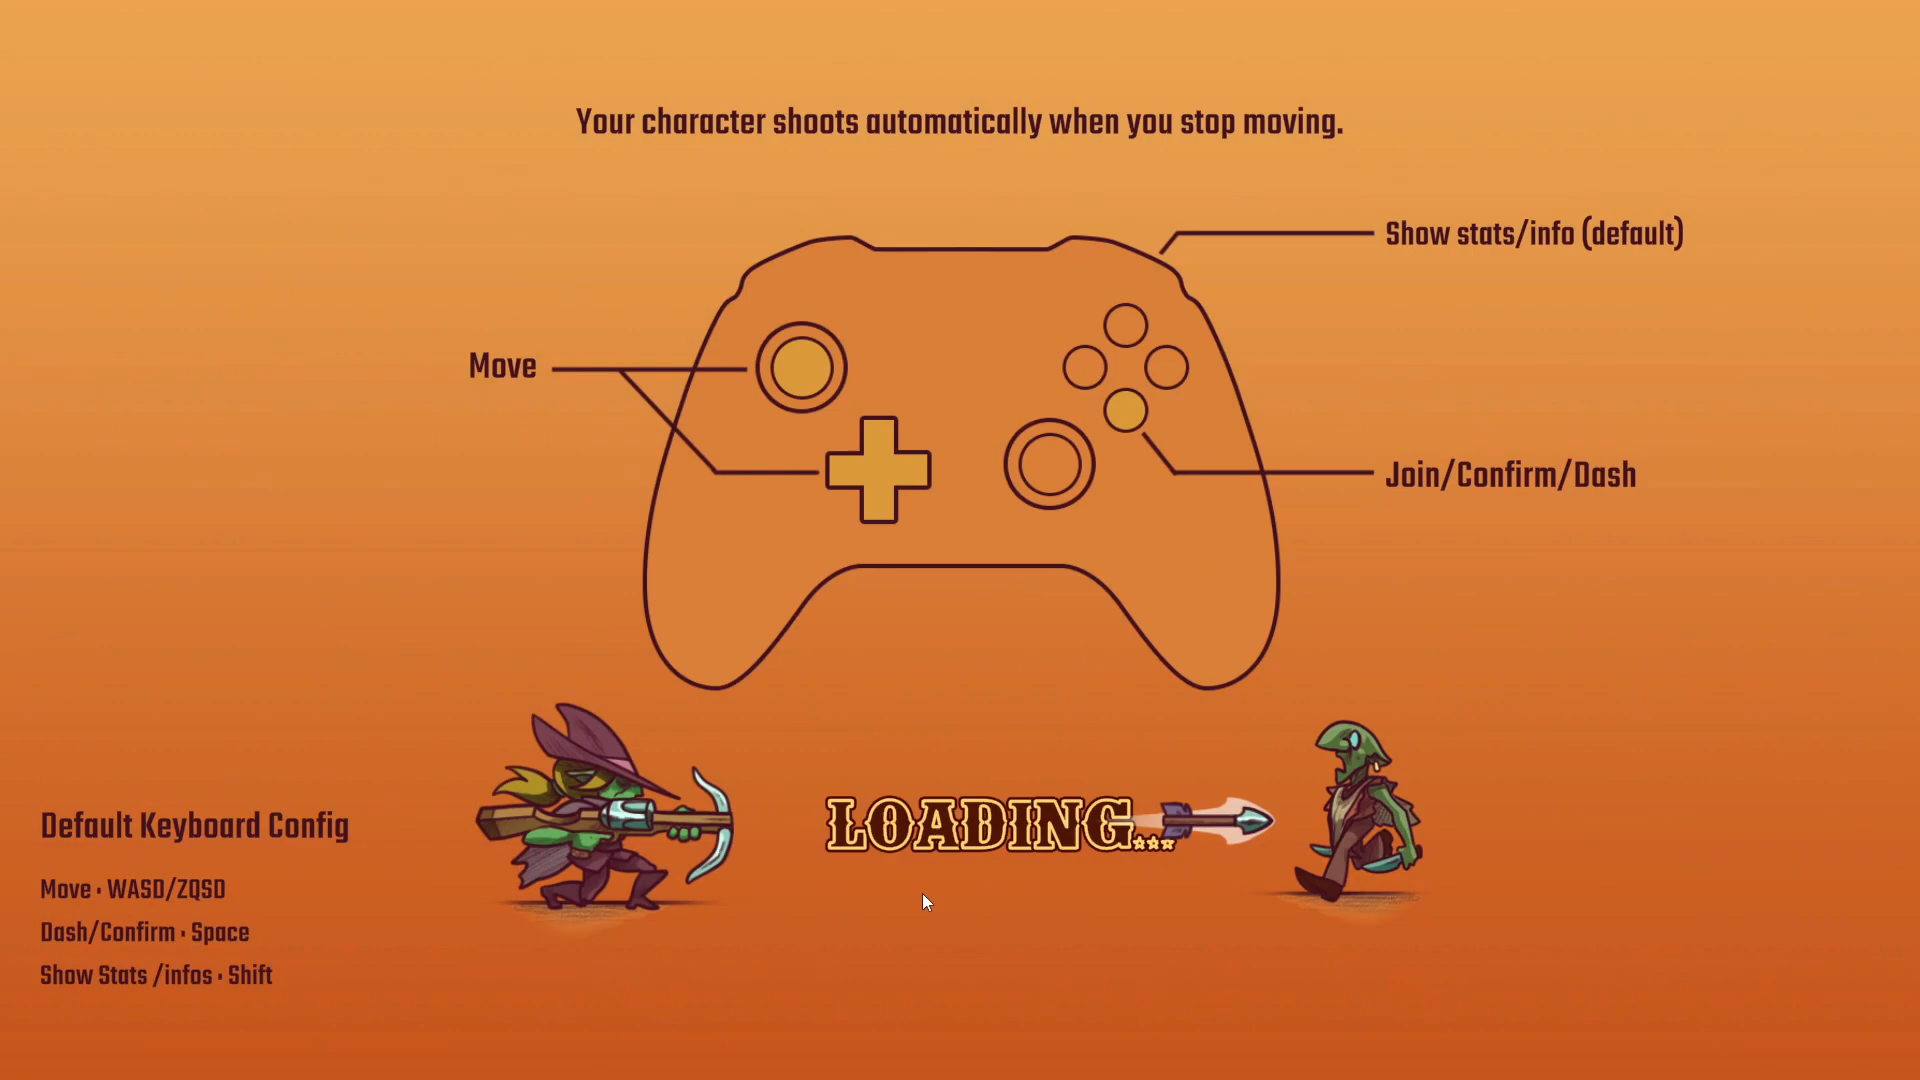 Your character shoots automatically when you stop moving.
Show stats/info (default)
Move
Join/Confirm/Dash
LOADING...
Default Keyboard Config
Move · WASD/ZQSD
Dash/Confirm · Space
Show Stats /infos · Shift